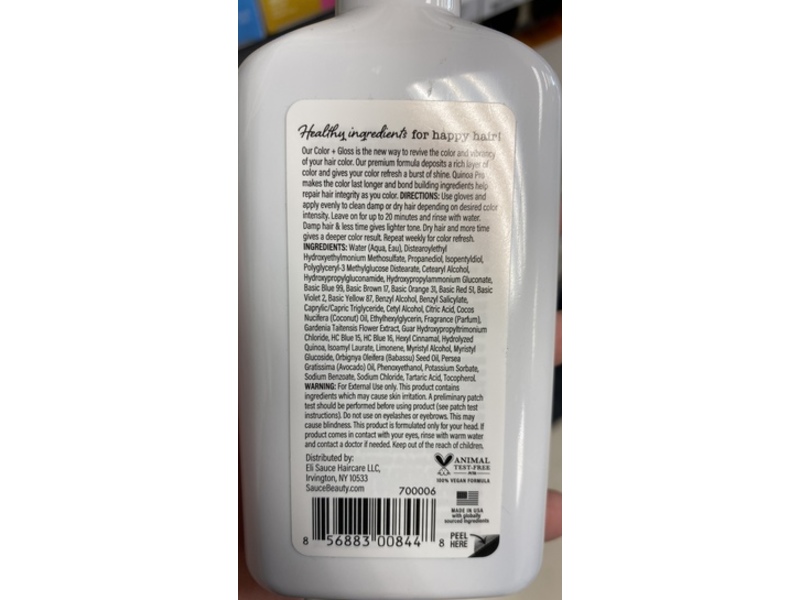 Healthy ingredients for happy hair!
Our Color + Gloss is the new way to revive the color and vibrancy
of your hair color. Our premium formula deposits a rich layer of
color and gives your color refresh a burst of shine. Quinoa Pro
makes the color last longer and bond building ingredients help
repair hair integrity as you color. DIRECTIONS: Use gloves and
apply evenly to clean damp or dry hair depending on desired color
intensity. Leave on for up to 20 minutes and rinse with water.
Damp hair & less time gives lighter tone. Dry hair and more time
gives a deeper color result. Repeat weekly for color refresh.
INGREDIENTS: Water (Aqua, Eau), Distearoylethyl
Hydroxyethylmonium Methosulfate, Propanediol, Isopentyldiol,
Polyglyceryl-3 Methylglucose Distearate, Cetearyl Alcohol,
Hydroxypropylgluconamide, Hydroxypropylammonium Gluconate,
Basic Blue 99, Basic Brown 17, Basic Orange 31, Basic Red 51, Basic
Violet 2, Basic Yellow 87, Benzyl Alcohol, Benzyl Salicylate,
Caprylic/Capric Triglyceride, Cetyl Alcohol, Citric Acid, Cocos
Nucifera (Coconut) Oil, Ethylhexylglycerin, Fragrance (Parfum),
Gardenia Taitensis Flower Extract, Guar Hydroxypropyltrimonium
Chloride, HC Blue 15, HC Blue 16, Hexyl Cinnamal, Hydrolyzed
Quinoa, Isoamyl Laurate, Limonene, Myristyl Alcohol, Myristyl
Glucoside, Orbignya Oleifera (Babassu) Seed Oil, Persea
Gratissima (Avocado) Oil, Phenoxyethanol, Potassium Sorbate,
Sodium Benzoate, Sodium Chloride, Tartaric Acid, Tocopherol.
WARNING: For External Use only. This product contains
ingredients which may cause skin irritation. A preliminary patch
test should be performed before using product (see patch test
instructions). Do not use on eyelashes or eyebrows. This may
cause blindness. This product is formulated only for your head. If
product comes in contact with your eyes, rinse with warm water
and contact a doctor if needed. Keep out of the reach of children.
Distributed by:
Eli Sauce Haircare LLC,
Irvington, NY 10533
SauceBeauty.com
700006
ANIMAL
TEST-FREE
100% VEGAN FORMULA
MADE IN USA
with globally
sourced ingredients
8 56883 00844 8
PEEL
HERE